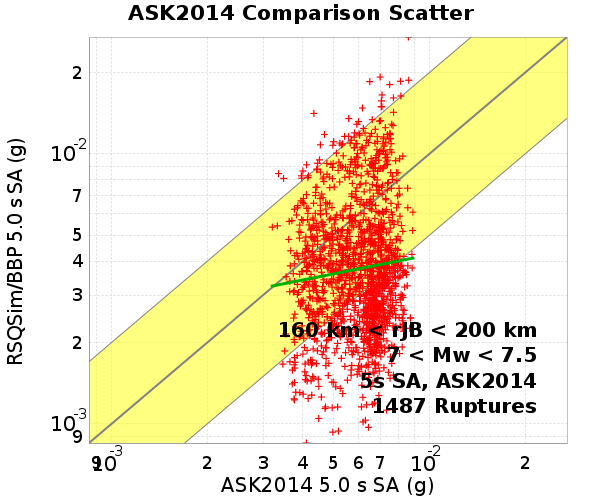 ASK2014 Comparison Scatter
RSQSim/BBP 5.0 s SA (g)
2
10-2
7
5
4
3
2
10-3
9
160 km < rJB < 200 km
7 < Mw < 7.5
5s SA, ASK2014
1487 Ruptures
9 10-3 2 3 4 5 6 7 10-2 2
ASK2014 5.0 s SA (g)